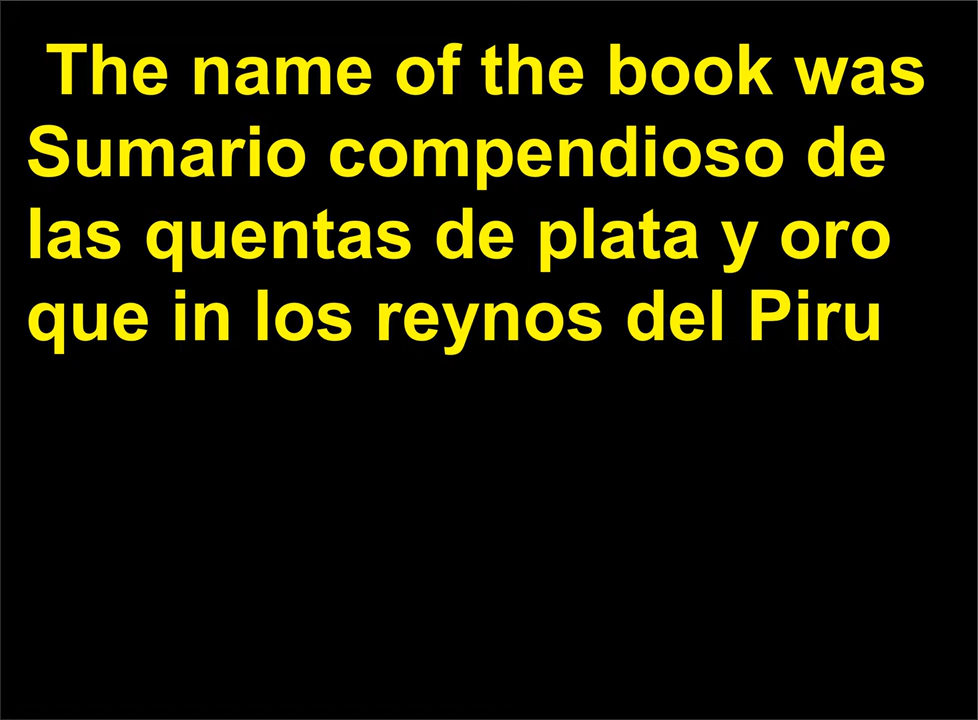 The name of the book was
Sumario compendioso de
las quentas de plata y oro
que in los reynos del Piru